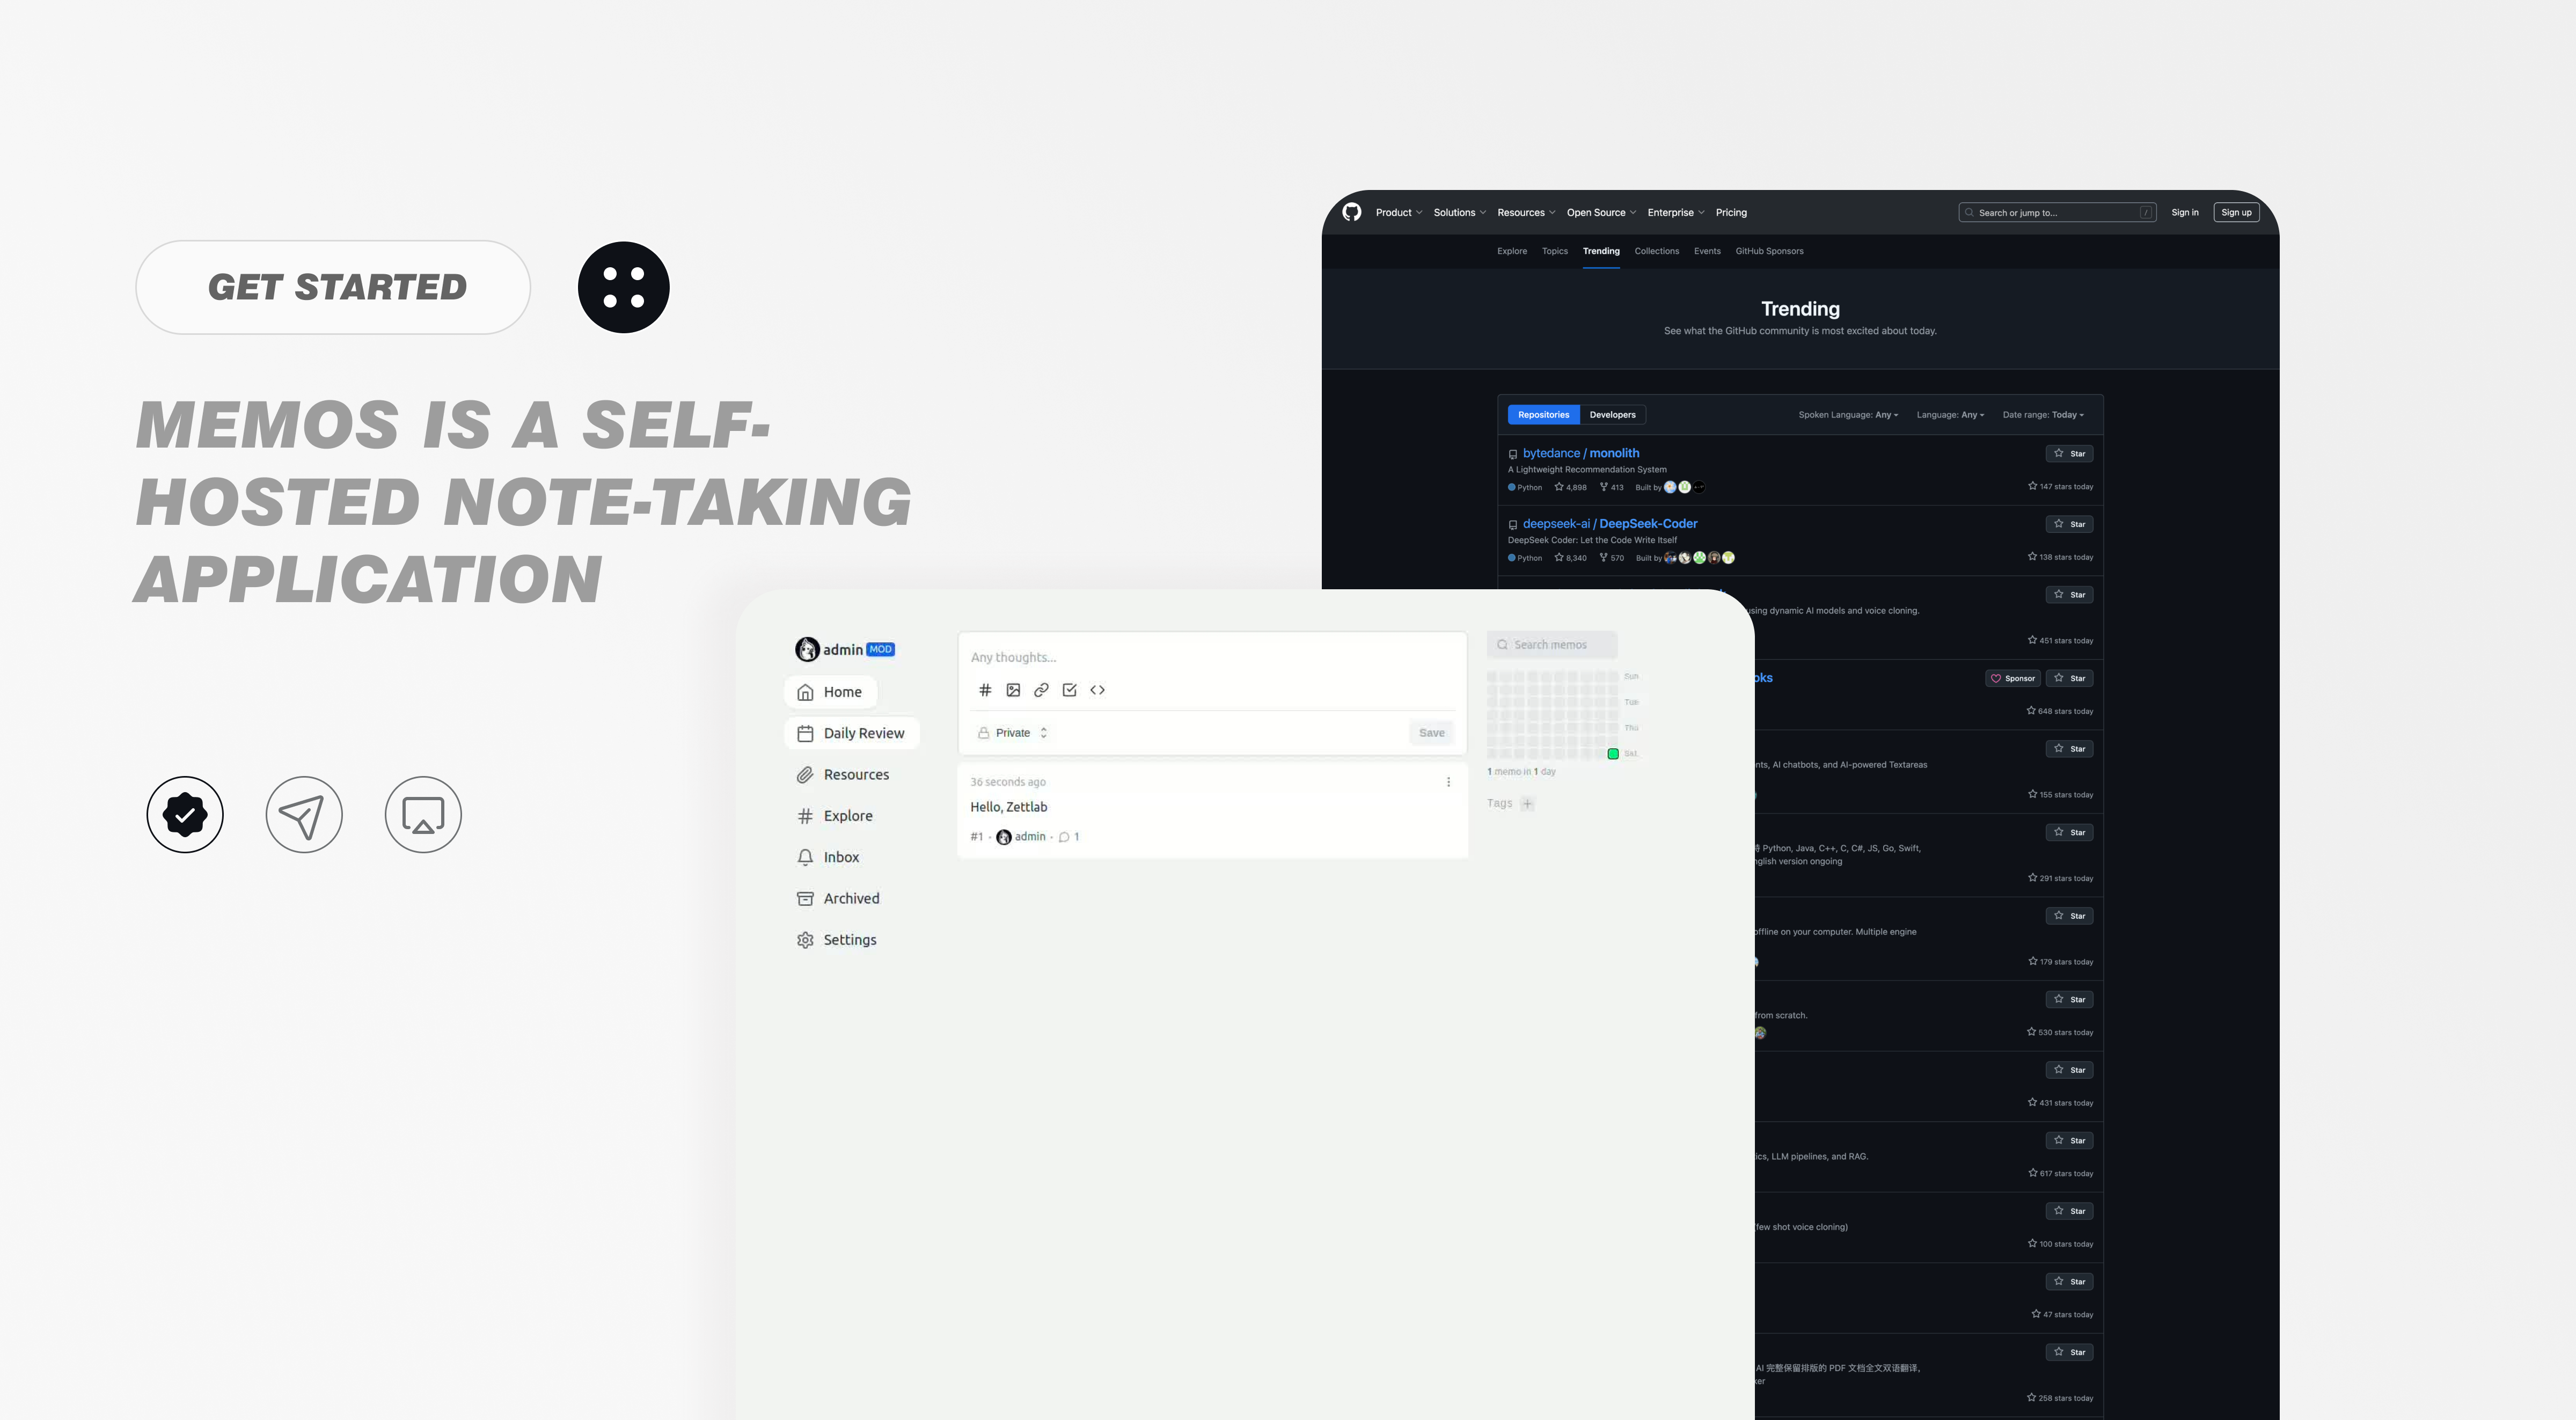 GET STARTED
MEMOS IS A SELF-
HOSTED NOTE-TAKING
APPLICATION
admin MOD
Home
Daily Review
Resources
Explore
Inbox
Archived
Settings
Any thoughts...
Private
Save
36 seconds ago
Hello, Zettlab
#1 · admin · 1
Search memos
Sun
Tue
Thu
Sat
1 memo in 1 day
Tags +
Product Solutions Resources Open Source Enterprise Pricing
Search or jump to... /
Sign in Sign up
Explore Topics Trending Collections Events GitHub Sponsors
Trending
See what the GitHub community is most excited about today.
Repositories Developers
Spoken Language: Any Language: Any Date range: Today
bytedance / monolith
Star
A Lightweight Recommendation System
Python 4,898 413 Built by
147 stars today
deepseek-ai / DeepSeek-Coder
Star
DeepSeek Coder: Let the Code Write Itself
Python 8,340 570 Built by
138 stars today
Star
using dynamic AI models and voice cloning.
451 stars today
oks
Sponsor Star
648 stars today
Star
nts, AI chatbots, and AI-powered Textareas
155 stars today
Star
Python, Java, C++, C, C#, JS, Go, Swift,
nglish version ongoing
291 stars today
Star
offline on your computer. Multiple engine
179 stars today
Star
from scratch.
530 stars today
Star
431 stars today
Star
ics, LLM pipelines, and RAG.
617 stars today
Star
(few shot voice cloning)
100 stars today
Star
47 stars today
Star
AI 完整保留排版的 PDF 文档全文双语翻译,
ker
258 stars today